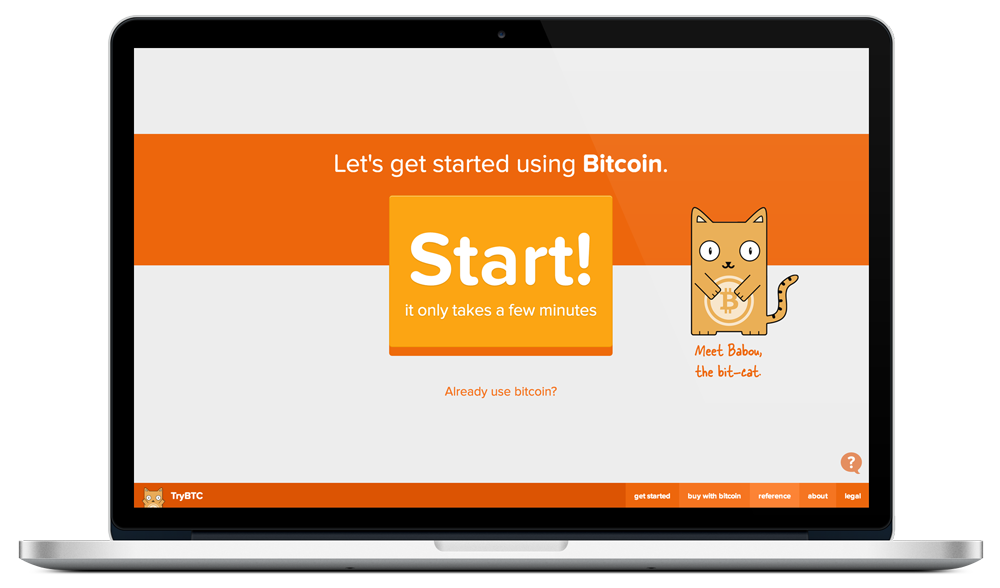 Let's get started using Bitcoin.
Start!
it only takes a few minutes
Meet Babou,
the bit-cat.
Already use bitcoin?
?
TryBTC
get started
buy with bitcoin
reference
about
legal